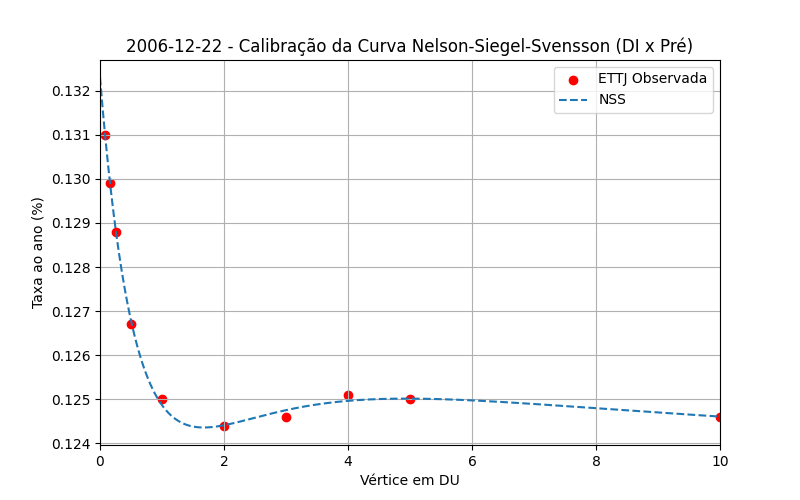 2006-12-22 - Calibração da Curva Nelson-Siegel-Svensson (DI x Pré)
ETTJ Observada
NSS
Taxa ao ano (%)
0.132
0.131
0.130
0.129
0.128
0.127
0.126
0.125
0.124
0 2 4 6 8 10
Vértice em DU